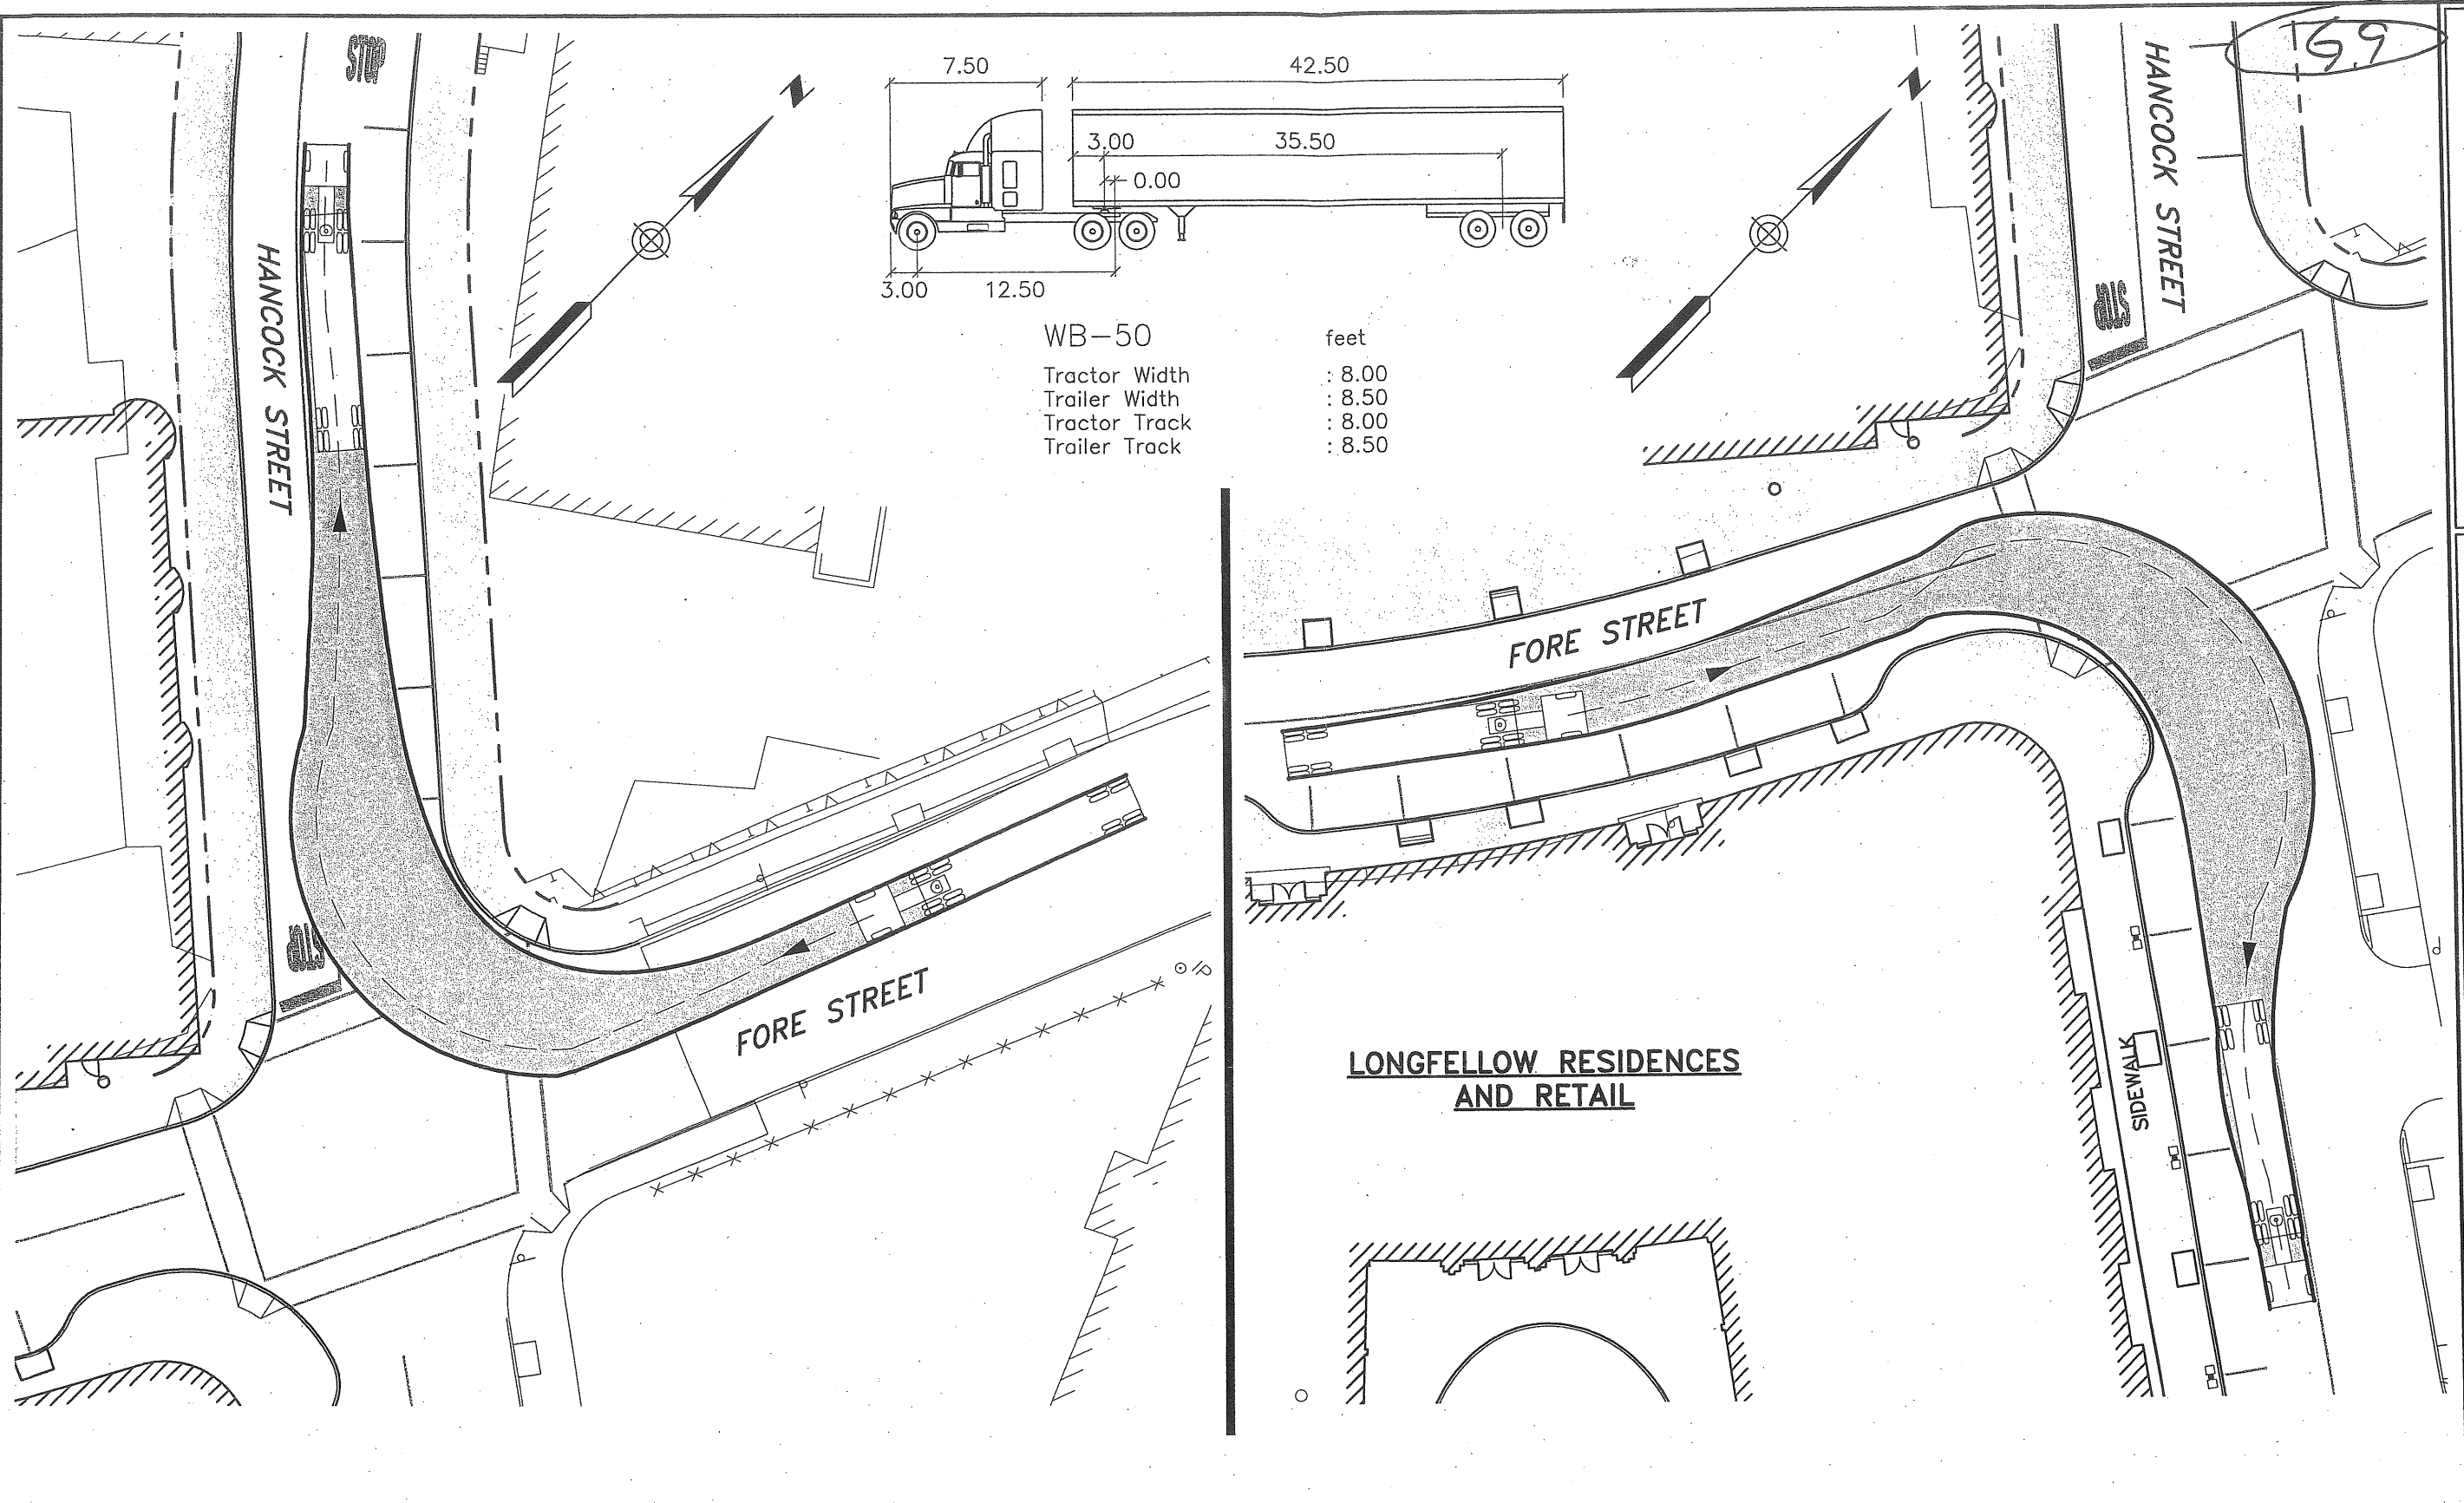 STOP
7.50
42.50
3.00
35.50
0.00
3.00
12.50
WB-50 feet
Tractor Width : 8.00
Trailer Width : 8.50
Tractor Track : 8.00
Trailer Track : 8.50
N
HANCOCK STREET
STOP
FORE STREET
N
HANCOCK STREET
STOP
FORE STREET
LONGFELLOW RESIDENCES
AND RETAIL
SIDEWALK